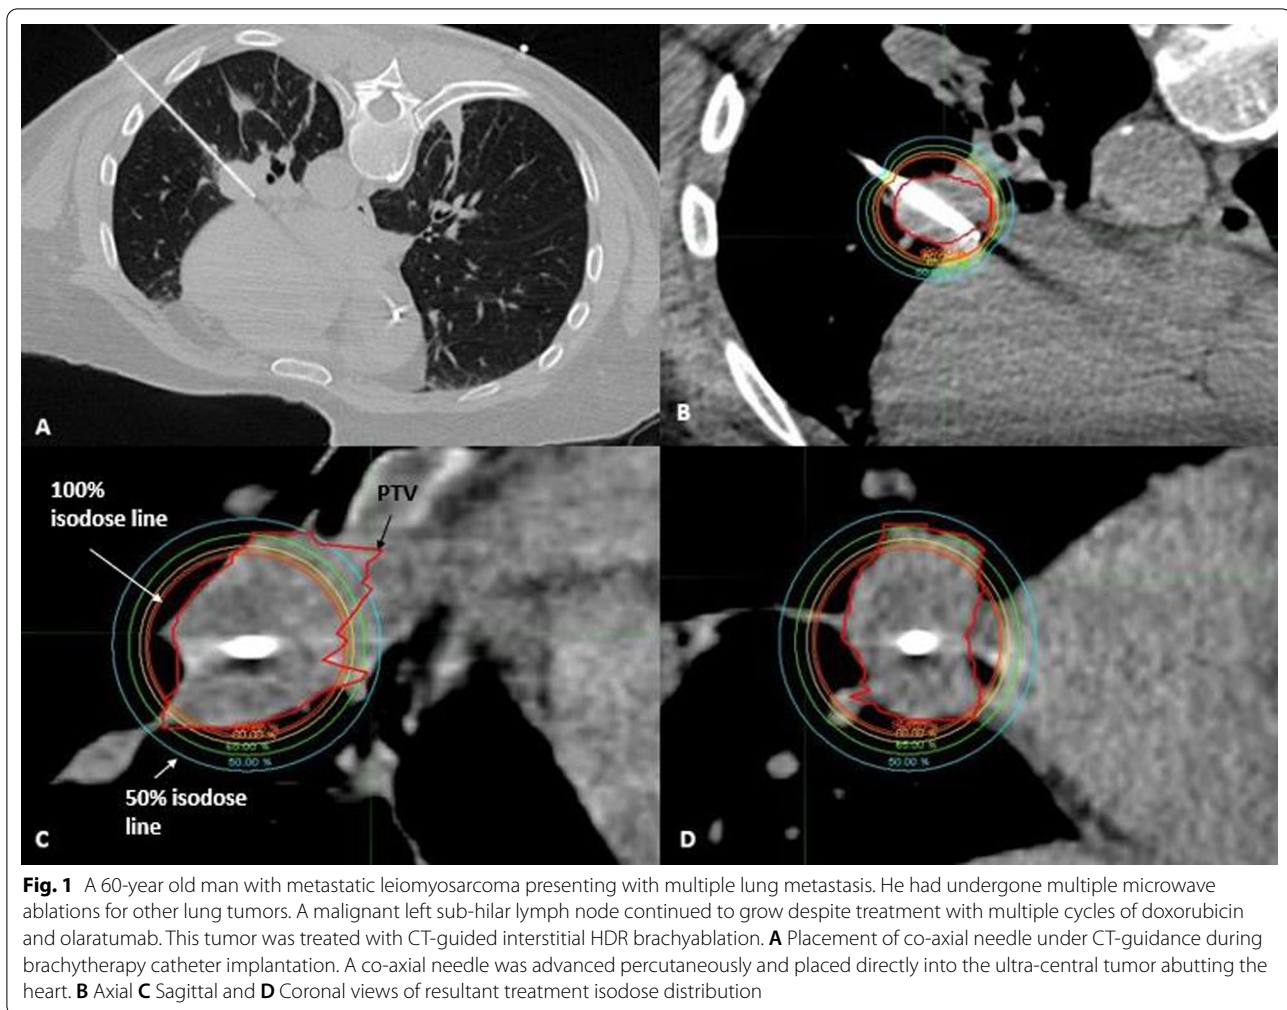 A
B
100%
isodose line
PTV
65.00 %
50.00 %
50% isodose
line
C
65.00 %
50.00 %
D
Fig. 1 A 60-year old man with metastatic leiomyosarcoma presenting with multiple lung metastasis. He had undergone multiple microwave
ablations for other lung tumors. A malignant left sub-hilar lymph node continued to grow despite treatment with multiple cycles of doxorubicin
and olaratumab. This tumor was treated with CT-guided interstitial HDR brachyablation. A Placement of co-axial needle under CT-guidance during
brachytherapy catheter implantation. A co-axial needle was advanced percutaneously and placed directly into the ultra-central tumor abutting the
heart. B Axial C Sagittal and D Coronal views of resultant treatment isodose distribution